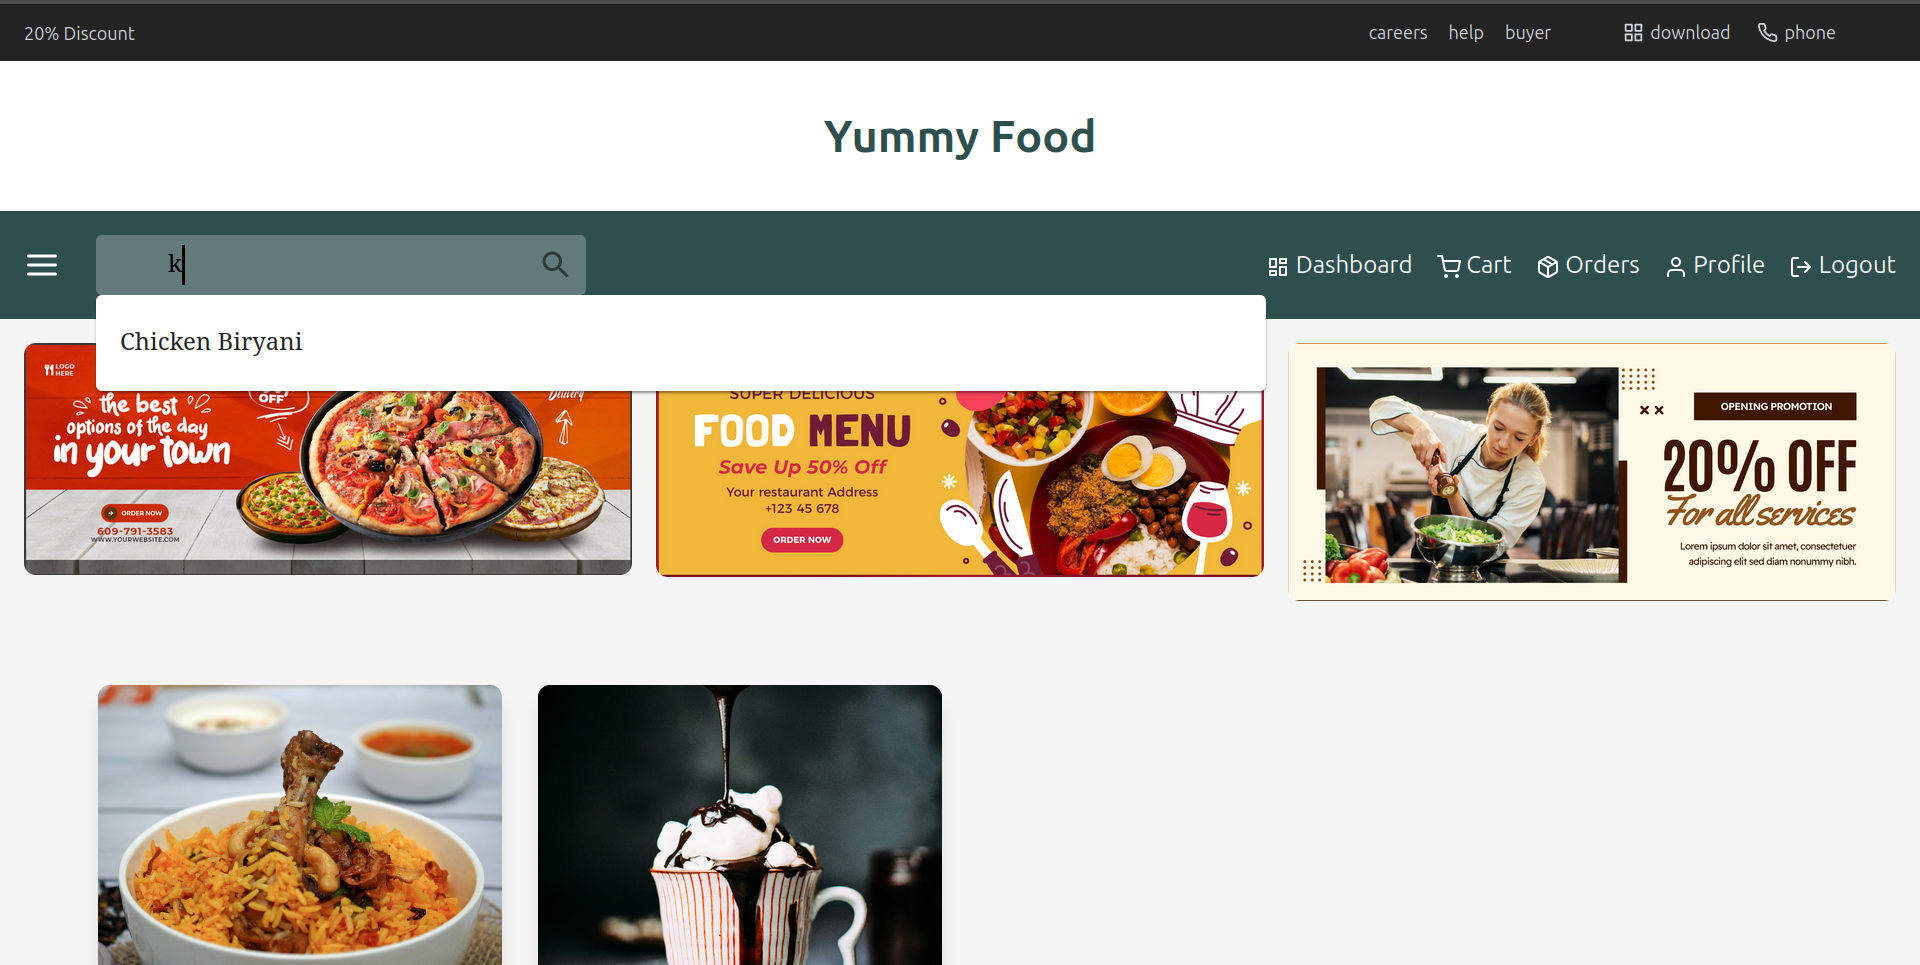 20% Discount
careers help buyer download phone
Yummy Food
k
Dashboard Cart Orders Profile Logout
Chicken Biryani
LOGO
HERE
OFF
Delivery
the best
options of the day
in your town
ORDER NOW
609-791-3583
WWW.YOURWEBSITE.COM
SUPER DELICIOUS
FOOD MENU
Save Up 50% Off
Your restaurant Address
+123 45 678
ORDER NOW
OPENING PROMOTION
20% OFF
For all services
Lorem ipsum dolor sit amet, consectetuer
adipiscing elit sed diam nonummy nibh.